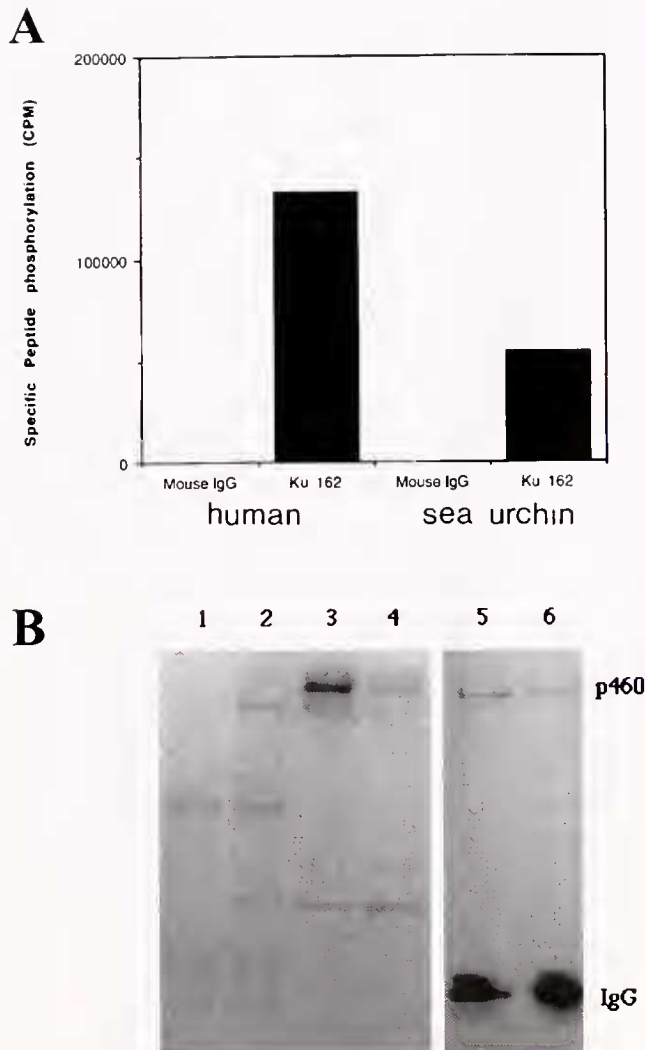 A
Specific Peptide phosphorylation (CPM)
200000
100000
0
Mouse IgG Ku 162 Mouse IgG Ku 162
human sea urchin
B
1 2 3 4 5 6
p460
IgG